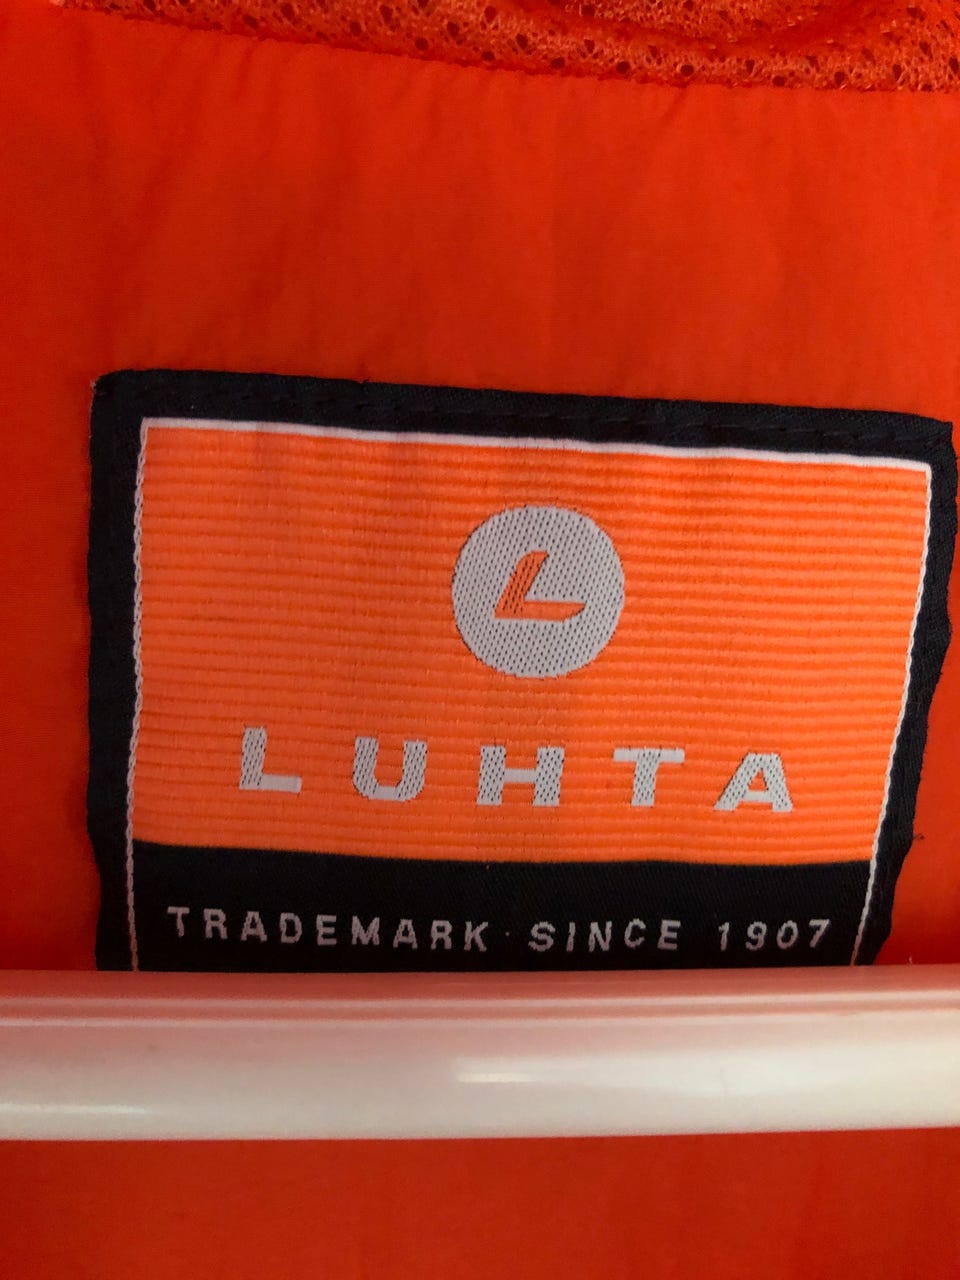 L
LUHTA
TRADEMARK · SINCE 1907